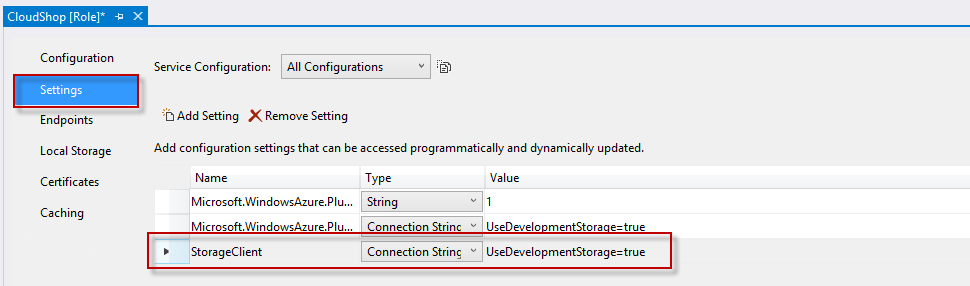 CloudShop [Role]*
Configuration
Settings
Endpoints
Local Storage
Certificates
Caching
Service Configuration: All Configurations
Add Setting Remove Setting
Add configuration settings that can be accessed programmatically and dynamically updated.
Name Type Value
Microsoft.WindowsAzure.Plu... String 1
Microsoft.WindowsAzure.Plu... Connection String UseDevelopmentStorage=true
StorageClient Connection String UseDevelopmentStorage=true